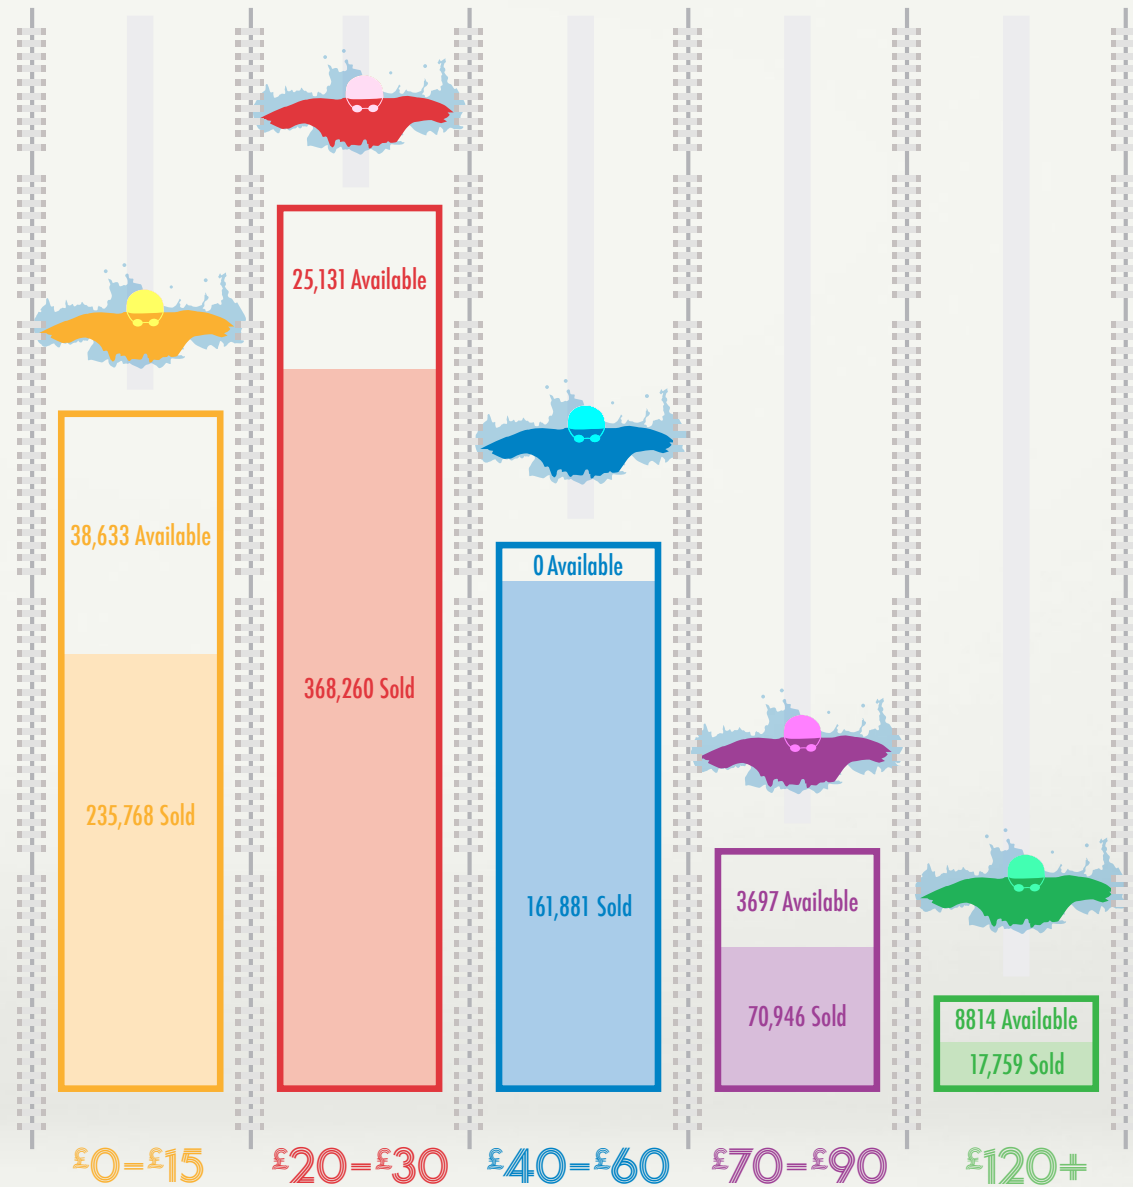 25,131 Available
38,633 Available
0 Available
368,260 Sold
235,768 Sold
161,881 Sold
3697 Available
70,946 Sold
8814 Available
17,759 Sold
£0-£15
£20-£30
£40-£60
£70-£90
£120+